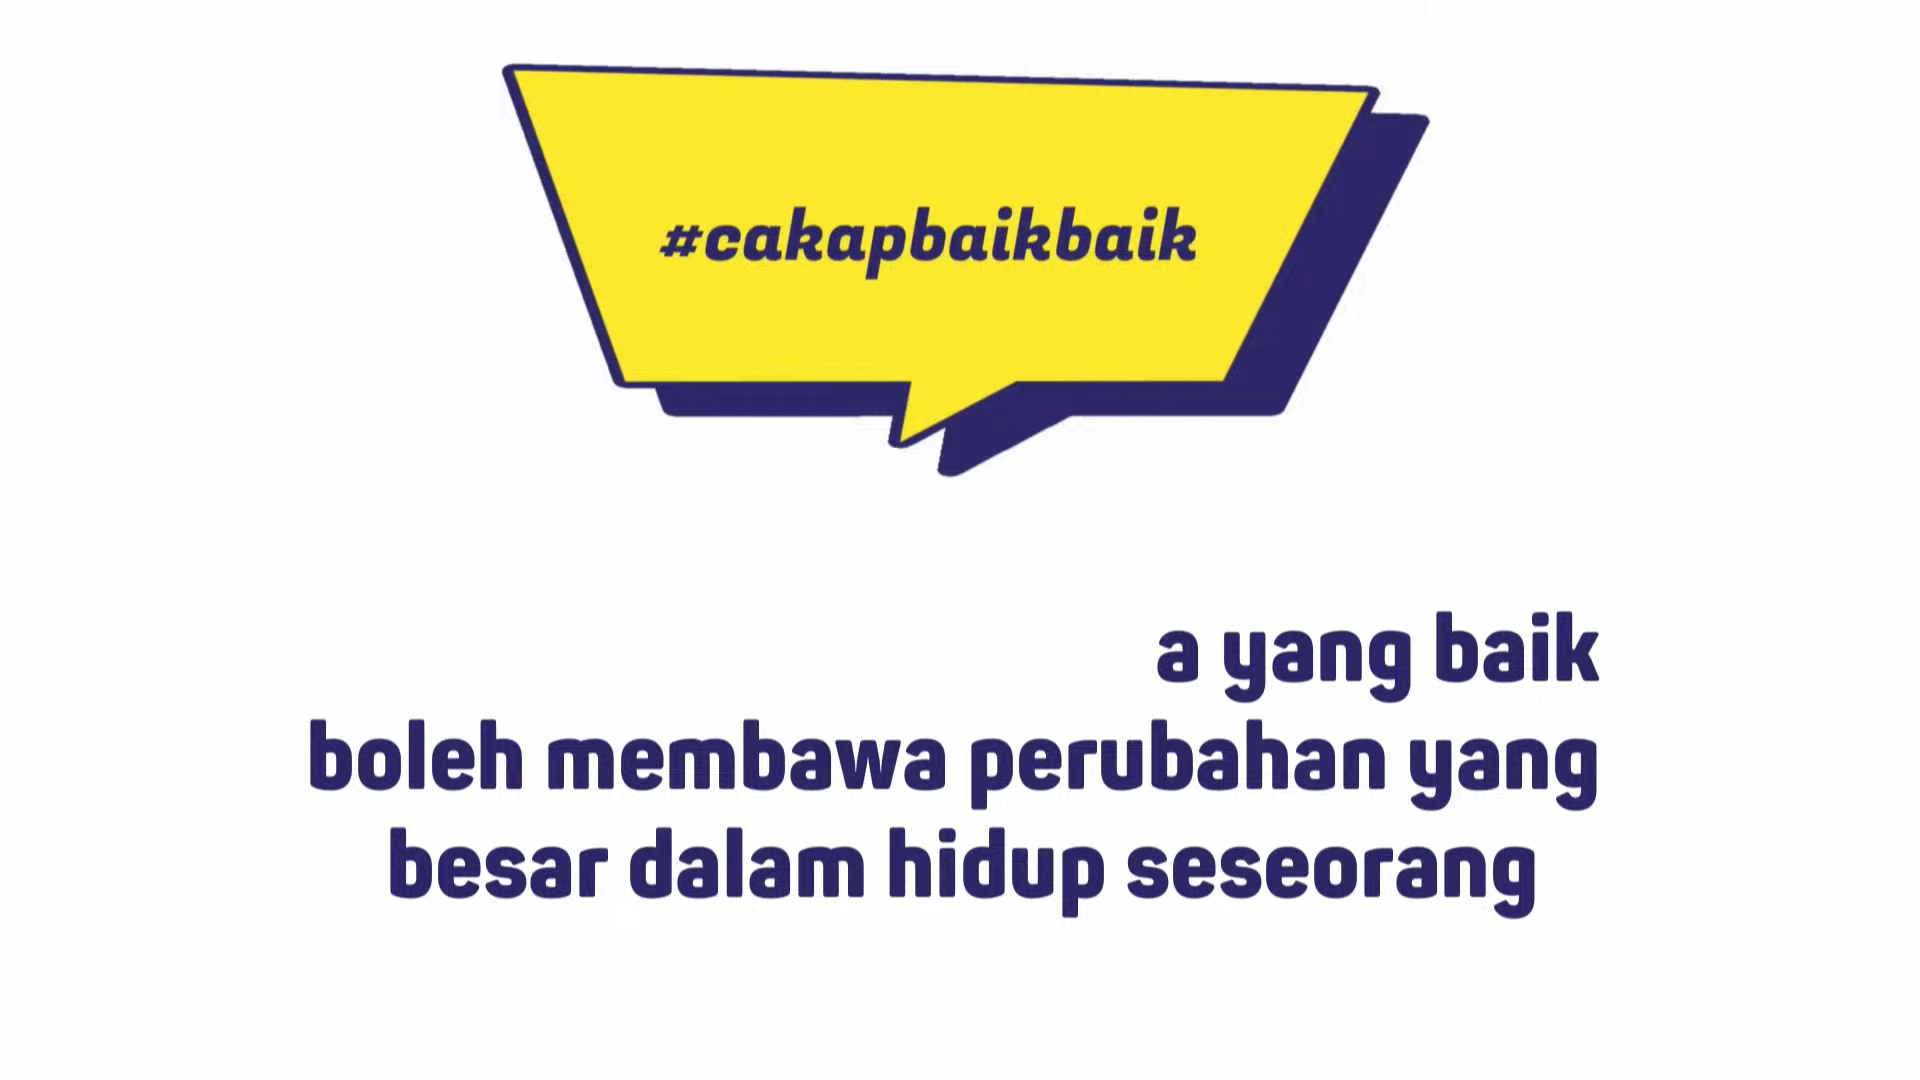 #cakapbaikbaik
a yang baik
boleh membawa perubahan yang
besar dalam hidup seseorang